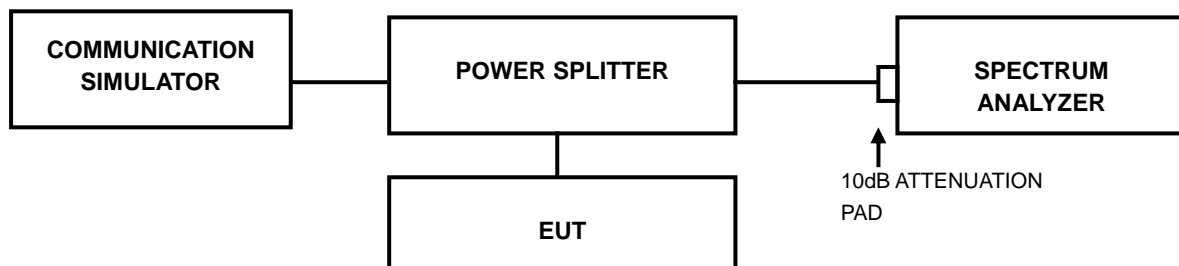 COMMUNICATION
SIMULATOR
POWER SPLITTER
SPECTRUM
ANALYZER
10dB ATTENUATION
PAD
EUT